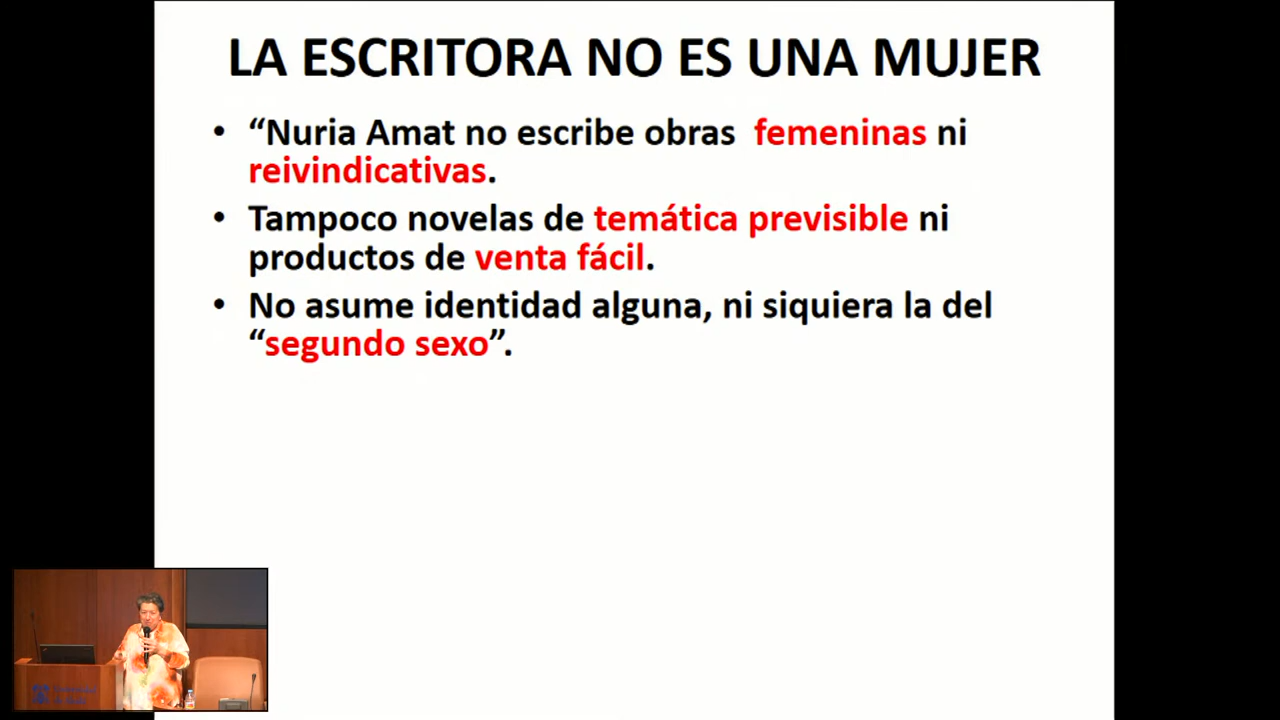 LA ESCRITORA NO ES UNA MUJER
• “Nuria Amat no escribe obras femeninas ni
reivindicativas.
• Tampoco novelas de temática previsible ni
productos de venta fácil.
• No asume identidad alguna, ni siquiera la del
“segundo sexo”.